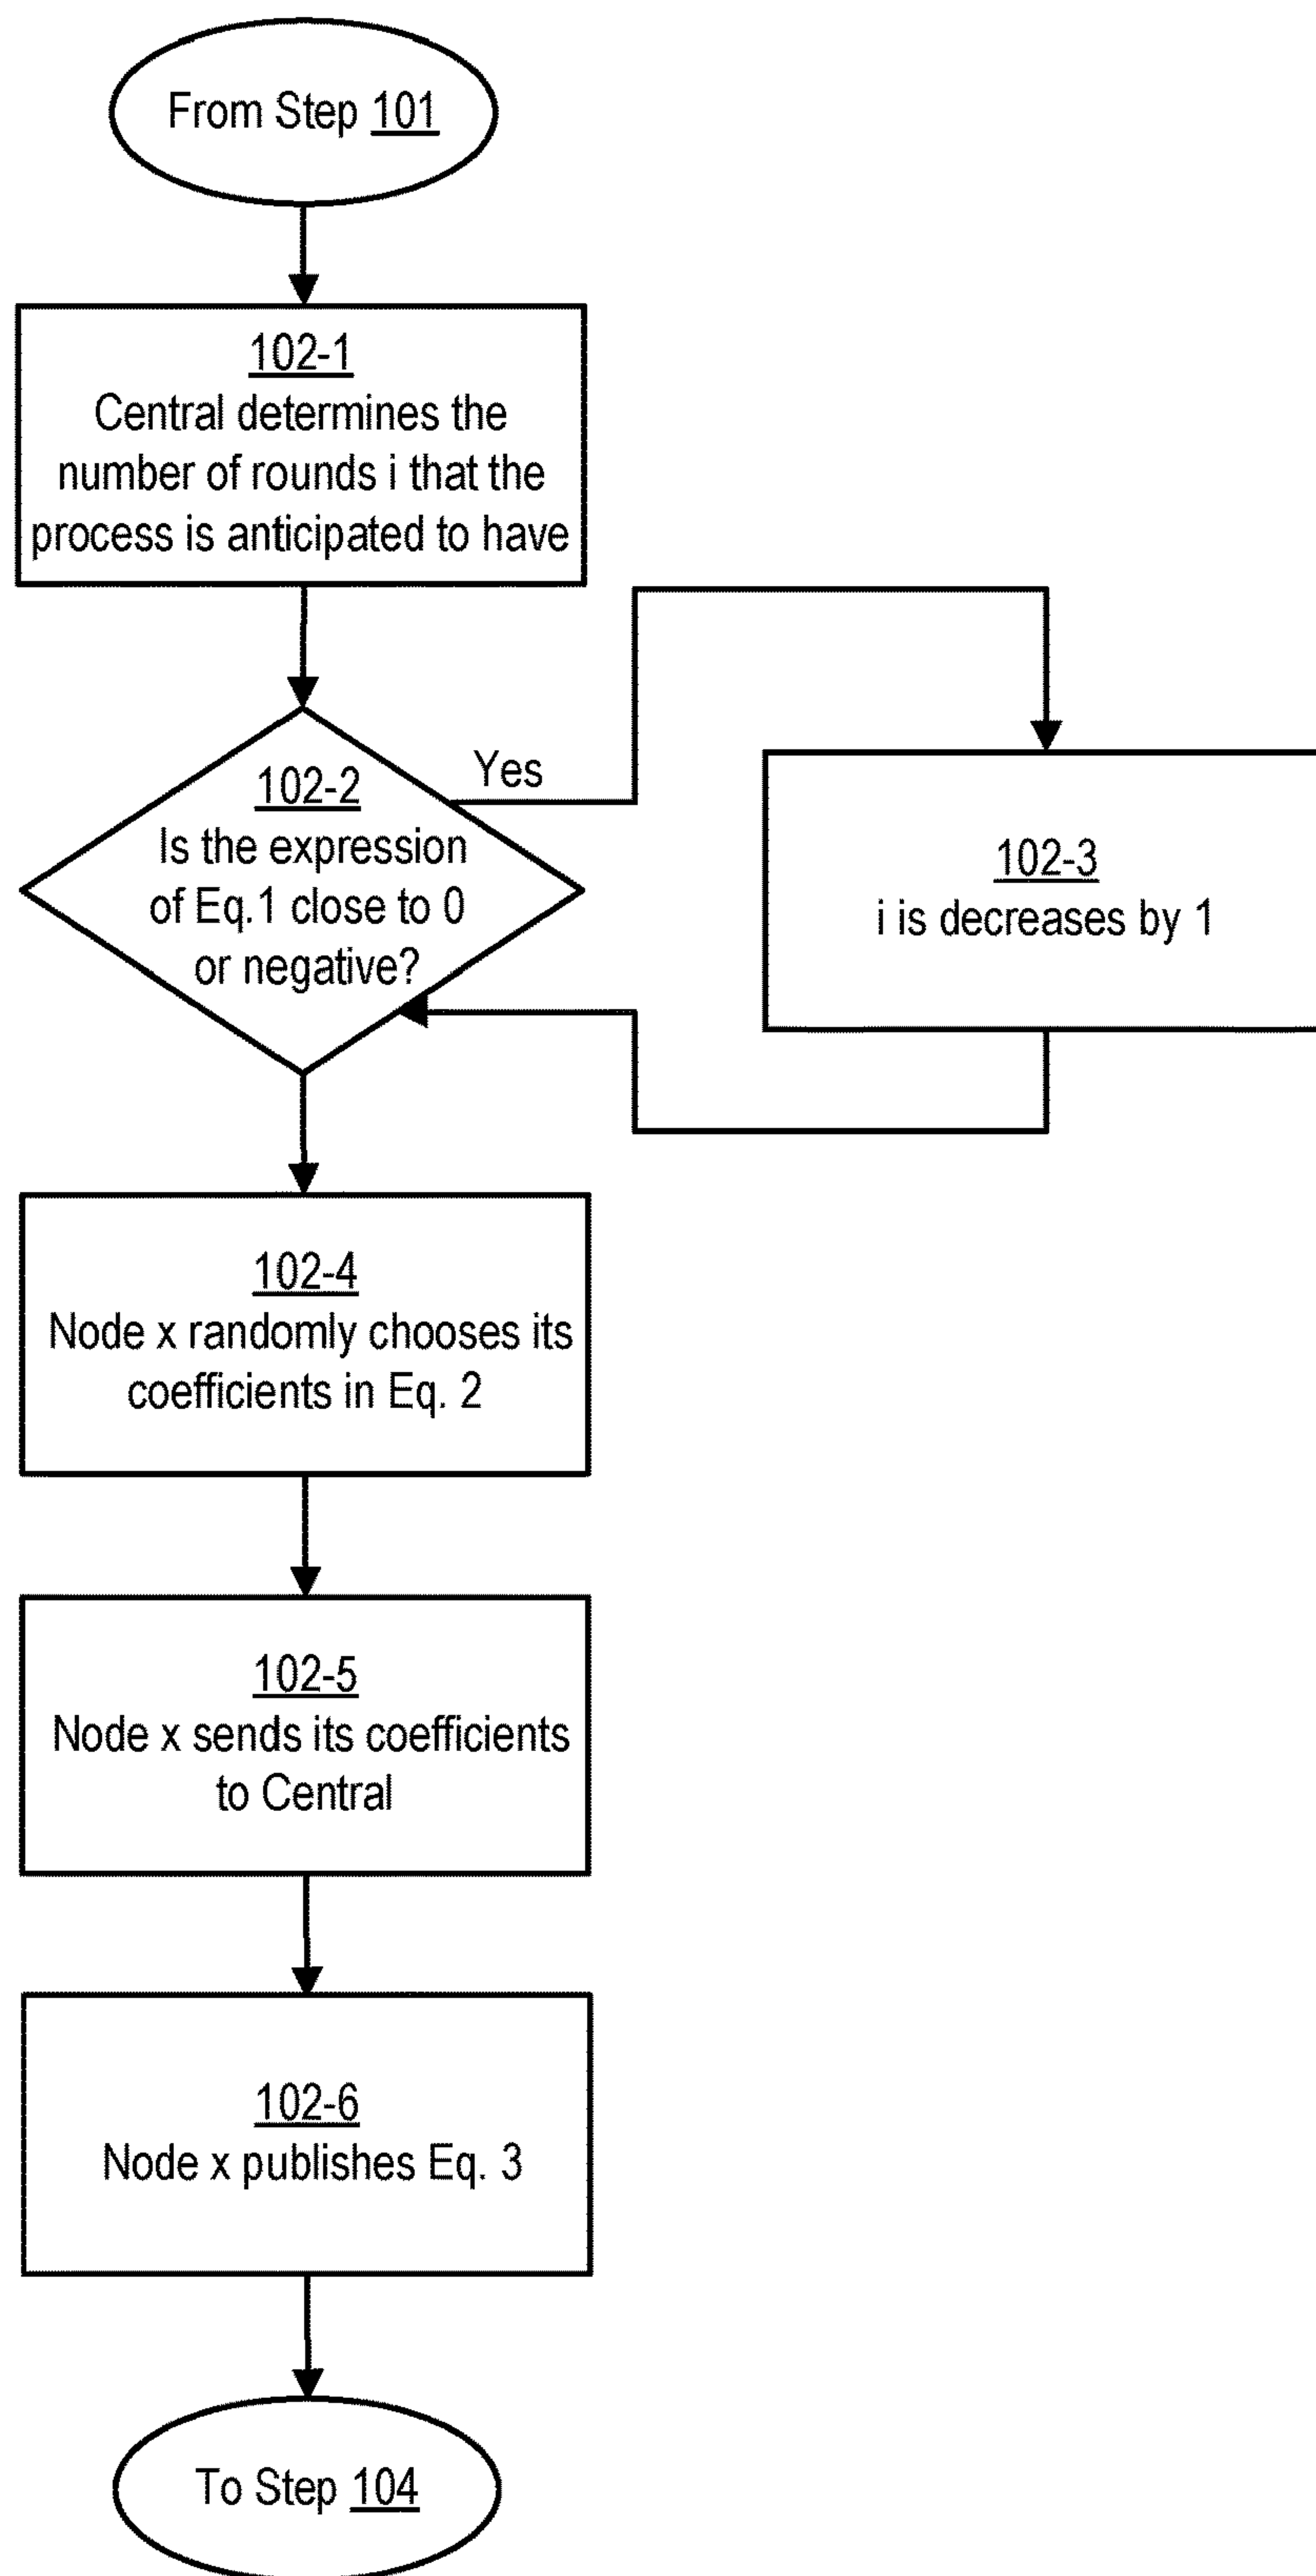 From Step 101
102-1
Central determines the
number of rounds i that the
process is anticipated to have
Yes
102-2
Is the expression
of Eq.1 close to 0
or negative?
102-3
i is decreases by 1
102-4
Node x randomly chooses its
coefficients in Eq. 2
102-5
Node x sends its coefficients
to Central
102-6
Node x publishes Eq. 3
To Step 104